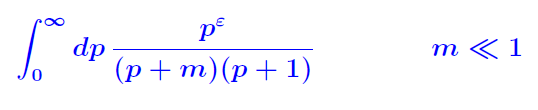 ∫₀^∞ dp p^ε / ((p + m)(p + 1))    m ≪ 1